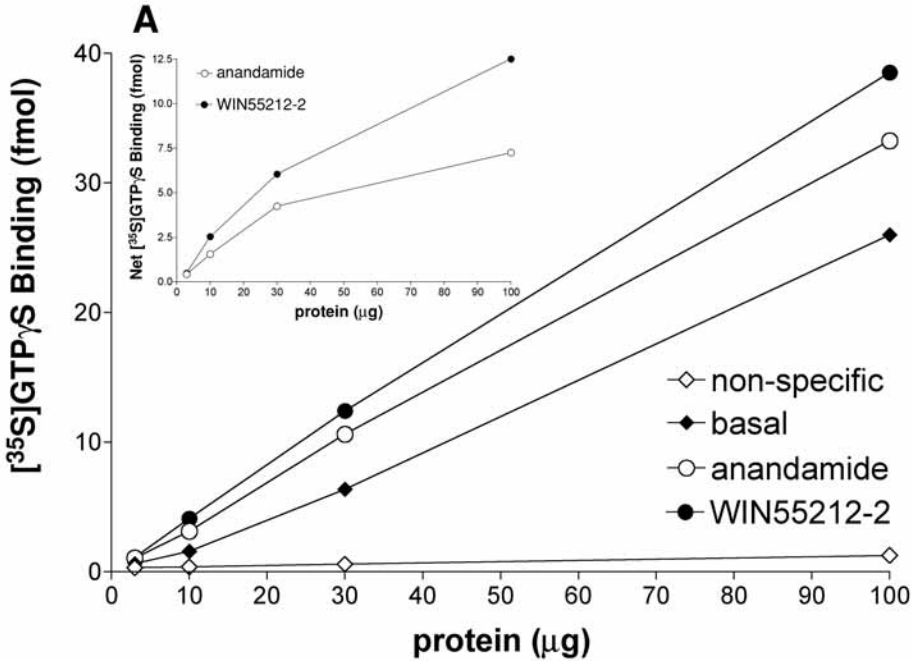 A
[³⁵S]GTPγS Binding (fmol)
40
30
20
10
0
0 10 20 30 40 50 60 70 80 90 100
protein (μg)
Net [³⁵S]GTPγS Binding (fmol)
12.5
10.0
7.5
5.0
2.5
0.0
0 10 20 30 40 50 60 70 80 90 100
protein (μg)
anandamide
WIN55212-2
non-specific
basal
anandamide
WIN55212-2